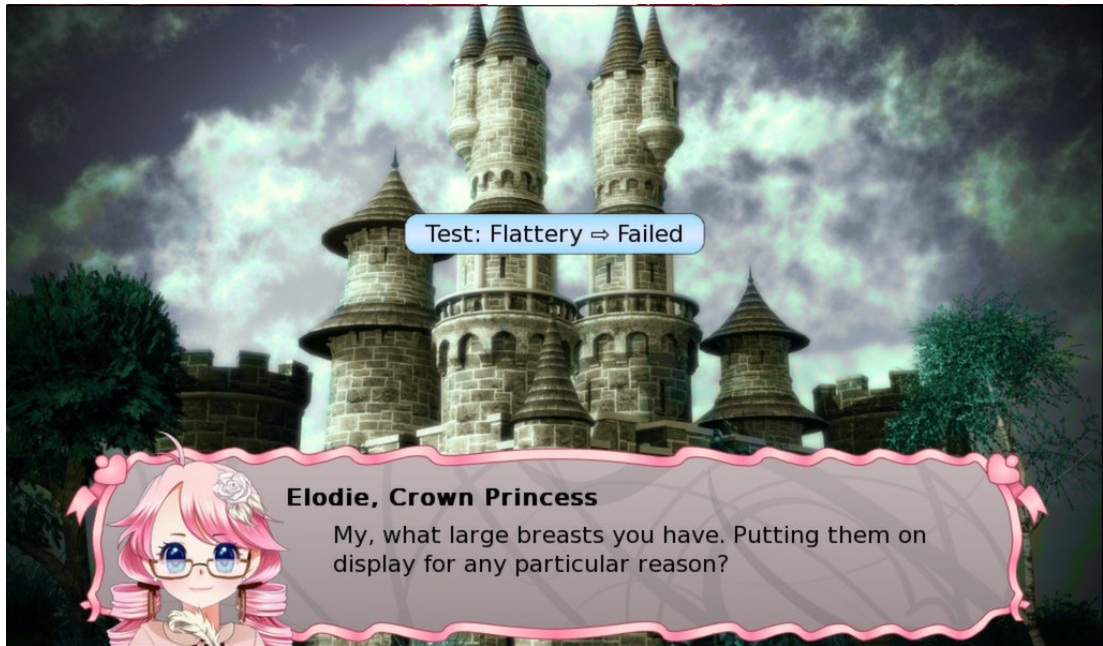 Test: Flattery ⇨ Failed
Elodie, Crown Princess
My, what large breasts you have. Putting them on
display for any particular reason?